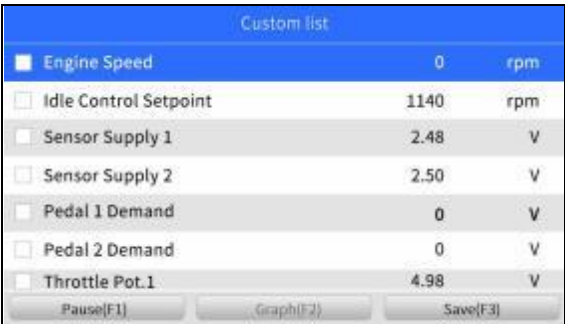 Custom list
Engine Speed 0 rpm
Idle Control Setpoint 1140 rpm
Sensor Supply 1 2.48 V
Sensor Supply 2 2.50 V
Pedal 1 Demand 0 V
Pedal 2 Demand 0 V
Throttle Pot.1 4.98 V
Pause(F1) Graph(F2) Save(F3)